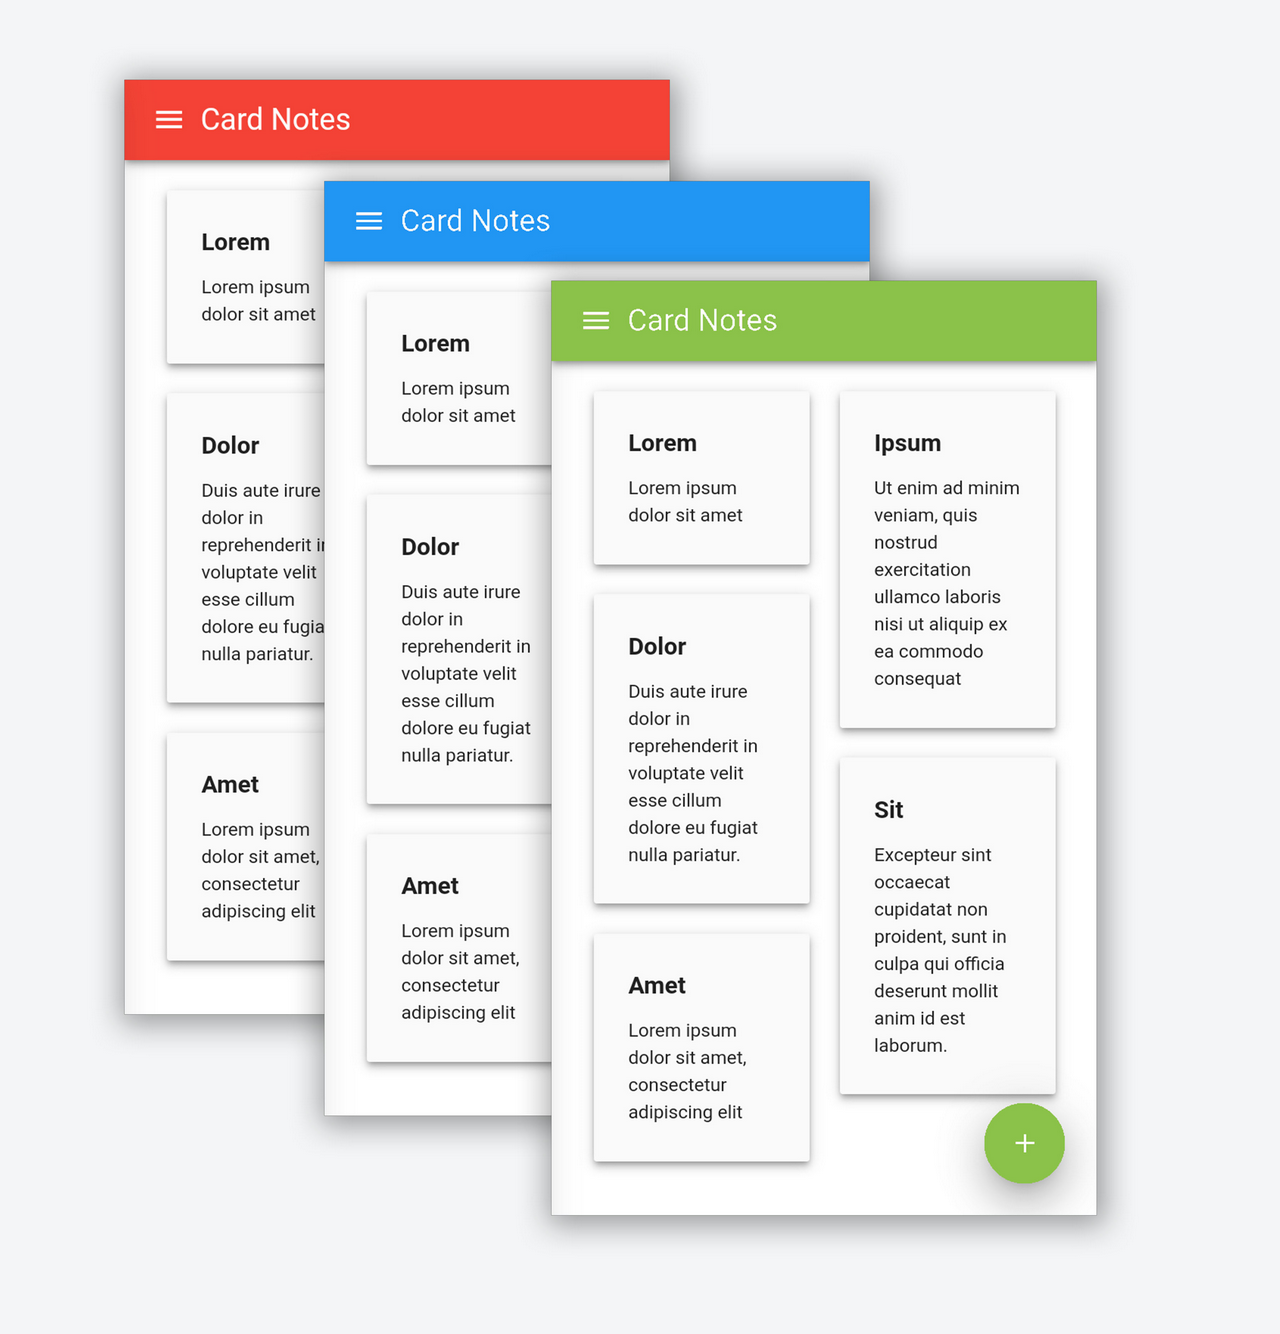 Card Notes
Lorem
Lorem ipsum
dolor sit amet
Dolor
Duis aute irure
dolor in
reprehenderit in
voluptate velit
esse cillum
dolore eu fugia
nulla pariatur.
Amet
Lorem ipsum
dolor sit amet,
consectetur
adipiscing elit
Card Notes
Lorem
Lorem ipsum
dolor sit amet
Dolor
Duis aute irure
dolor in
reprehenderit in
voluptate velit
esse cillum
dolore eu fugiat
nulla pariatur.
Amet
Lorem ipsum
dolor sit amet,
consectetur
adipiscing elit
Card Notes
Lorem
Lorem ipsum
dolor sit amet
Dolor
Duis aute irure
dolor in
reprehenderit in
voluptate velit
esse cillum
dolore eu fugiat
nulla pariatur.
Amet
Lorem ipsum
dolor sit amet,
consectetur
adipiscing elit
Ipsum
Ut enim ad minim
veniam, quis
nostrud
exercitation
ullamco laboris
nisi ut aliquip ex
ea commodo
consequat
Sit
Excepteur sint
occaecat
cupidatat non
proident, sunt in
culpa qui officia
deserunt mollit
anim id est
laborum.
+